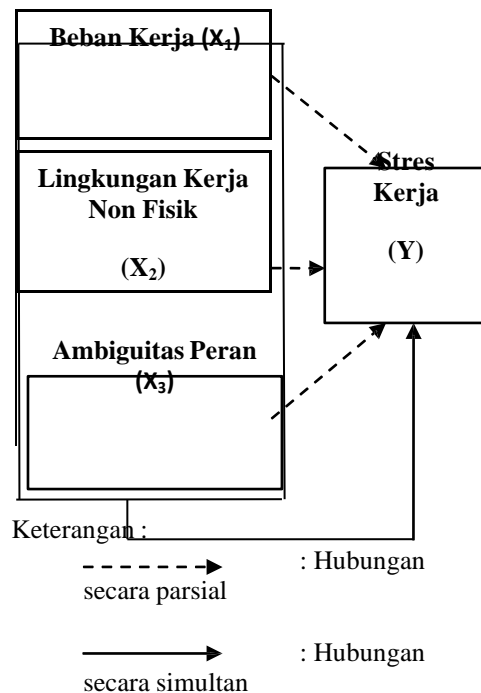 Beban Kerja (X₁)
Lingkungan Kerja
Non Fisik
(X₂)
Ambiguitas Peran
(X₃)
Stres
Kerja
(Y)
Keterangan :
: Hubungan
secara parsial
: Hubungan
secara simultan